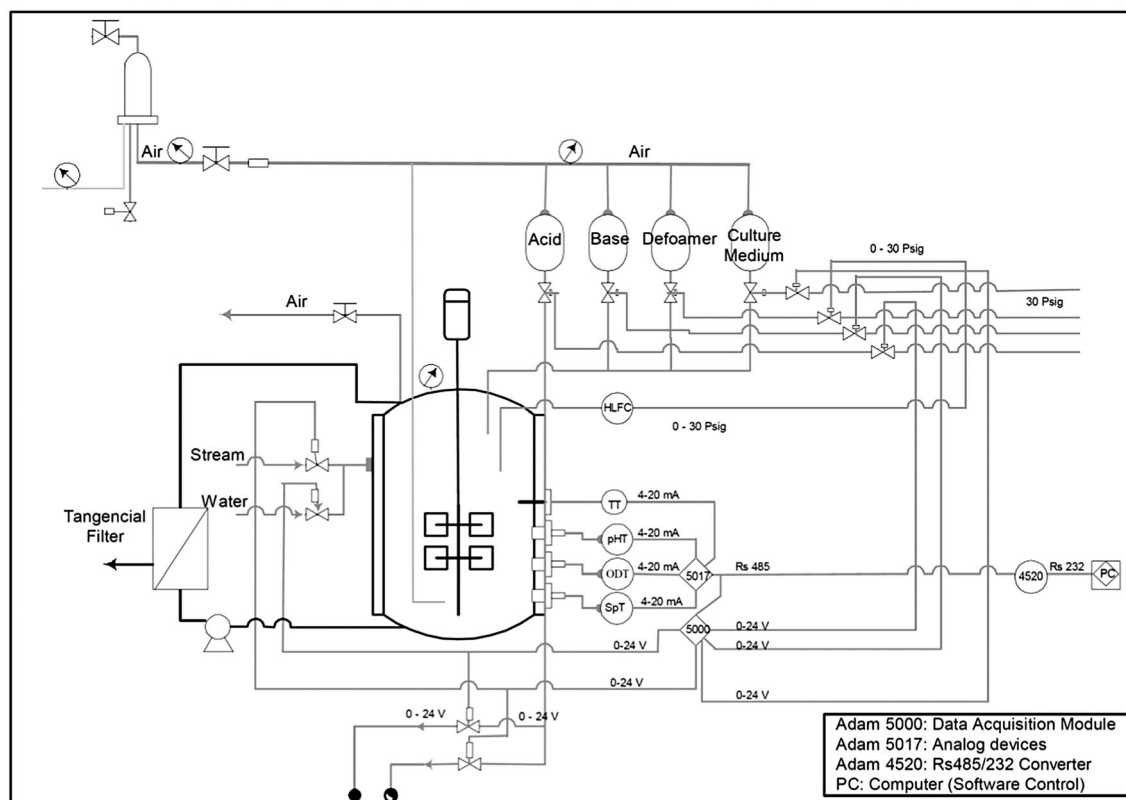 Air
Air
Acid
Base
Defoamer
Culture
Medium
0 - 30 Psig
30 Psig
Air
HLFC
0 - 30 Psig
Stream
Water
Tangencial
Filter
TT
4-20 mA
pHT
4-20 mA
ODT
4-20 mA
5017
Rs 485
4520
Rs 232
PC
SpT
4-20 mA
5000
0-24 V
0-24 V
0-24 V
0-24 V
0-24 V
0 - 24 V
0 - 24 V
Adam 5000: Data Acquisition Module
Adam 5017: Analog devices
Adam 4520: Rs485/232 Converter
PC: Computer (Software Control)